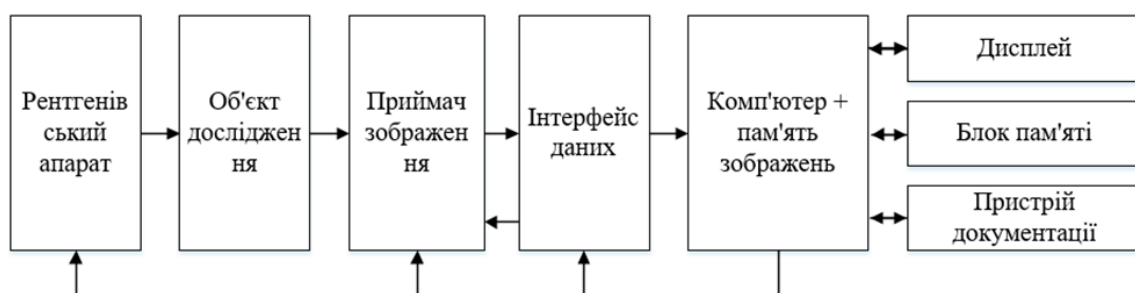 Рентгенів
ський
апарат
Об'єкт
дослідженн
ня
Приймач
зображен
ня
Інтерфейс
даних
Комп'ютер +
пам'ять
зображень
Дисплей
Блок пам'яті
Пристрій
документації